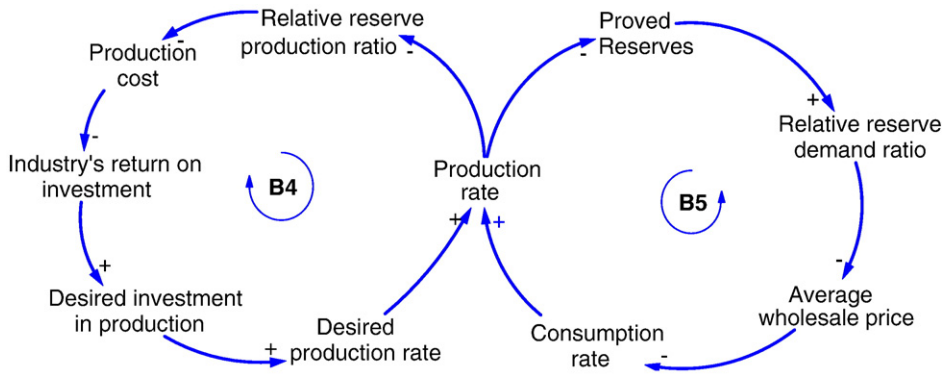 Relative reserve
production ratio
-
-
Production
cost
-
Industry's return on
investment
+
Desired investment
in production
+
Desired
production rate
+
B4
Production
rate
-
Proved
Reserves
+
Relative reserve
demand ratio
-
Average
wholesale price
-
Consumption
rate
+
B5